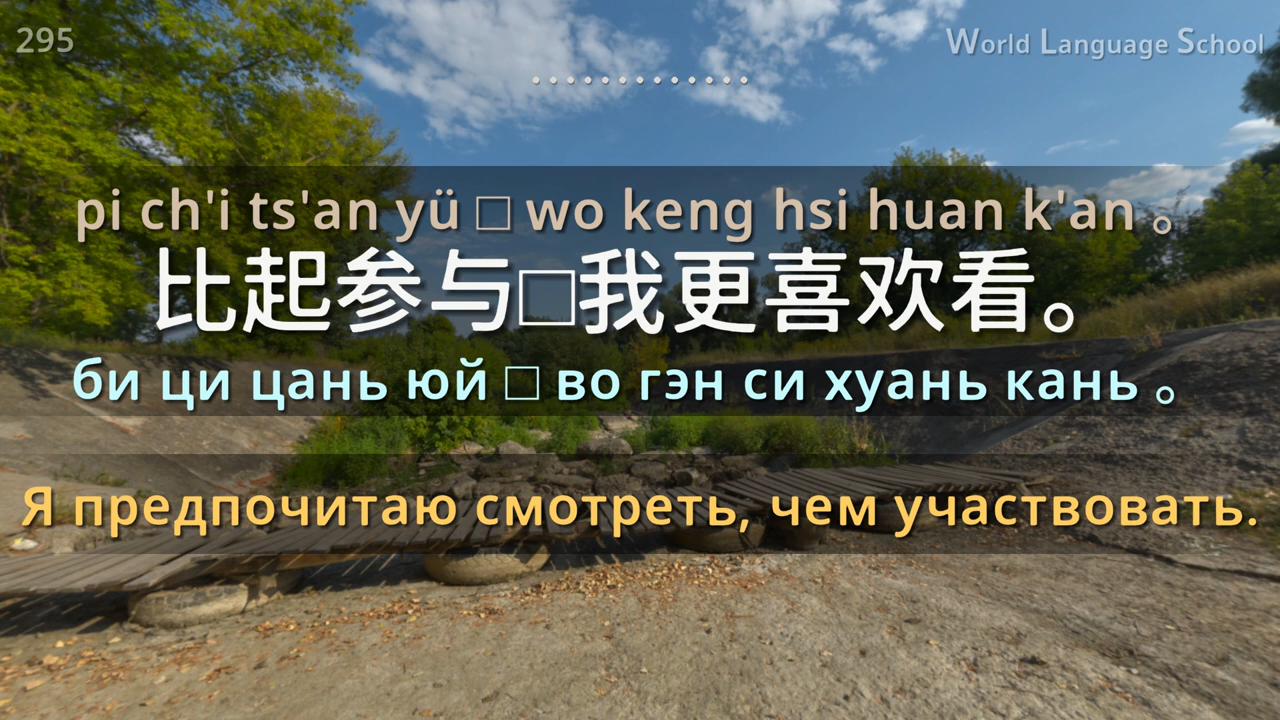 295
World Language School
.............
pi ch'i ts'an yü □ wo keng hsi huan k'an 。
比起参与□我更喜欢看。
би ци цань юй □ во гэн си хуань кань 。
Я предпочитаю смотреть, чем участвовать.